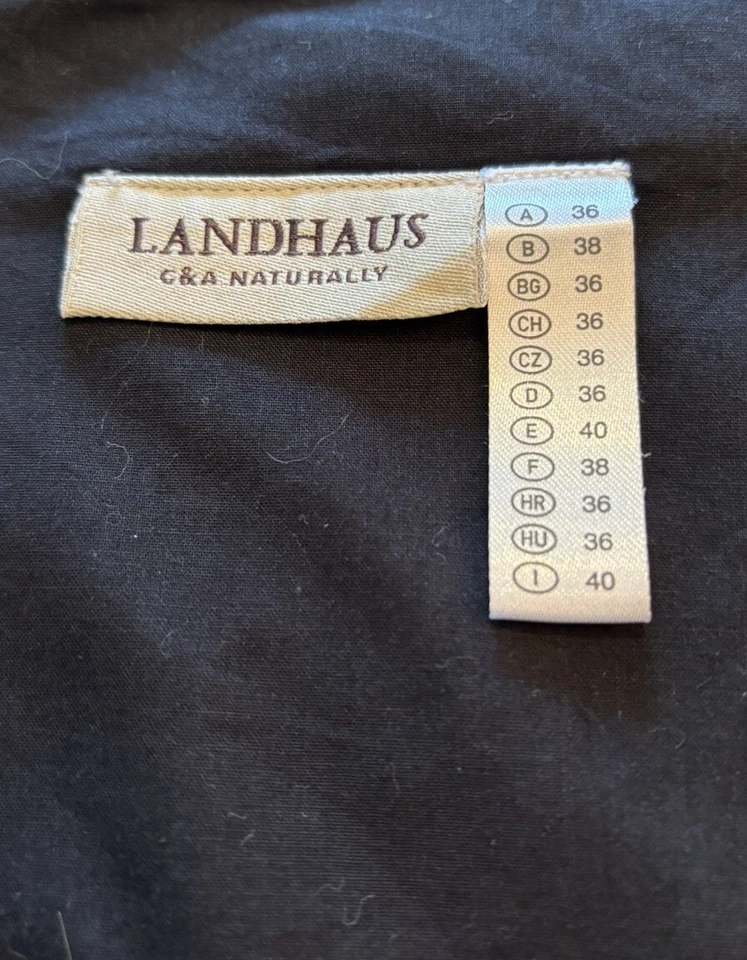 LANDHAUS
C&A NATURALLY
A 36
B 38
BG 36
CH 36
CZ 36
D 36
E 40
F 38
HR 36
HU 36
I 40